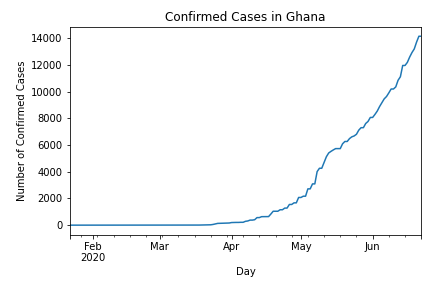 Confirmed Cases in Ghana
Number of Confirmed Cases
14000
12000
10000
8000
6000
4000
2000
0
Feb Mar Apr May Jun
2020
Day